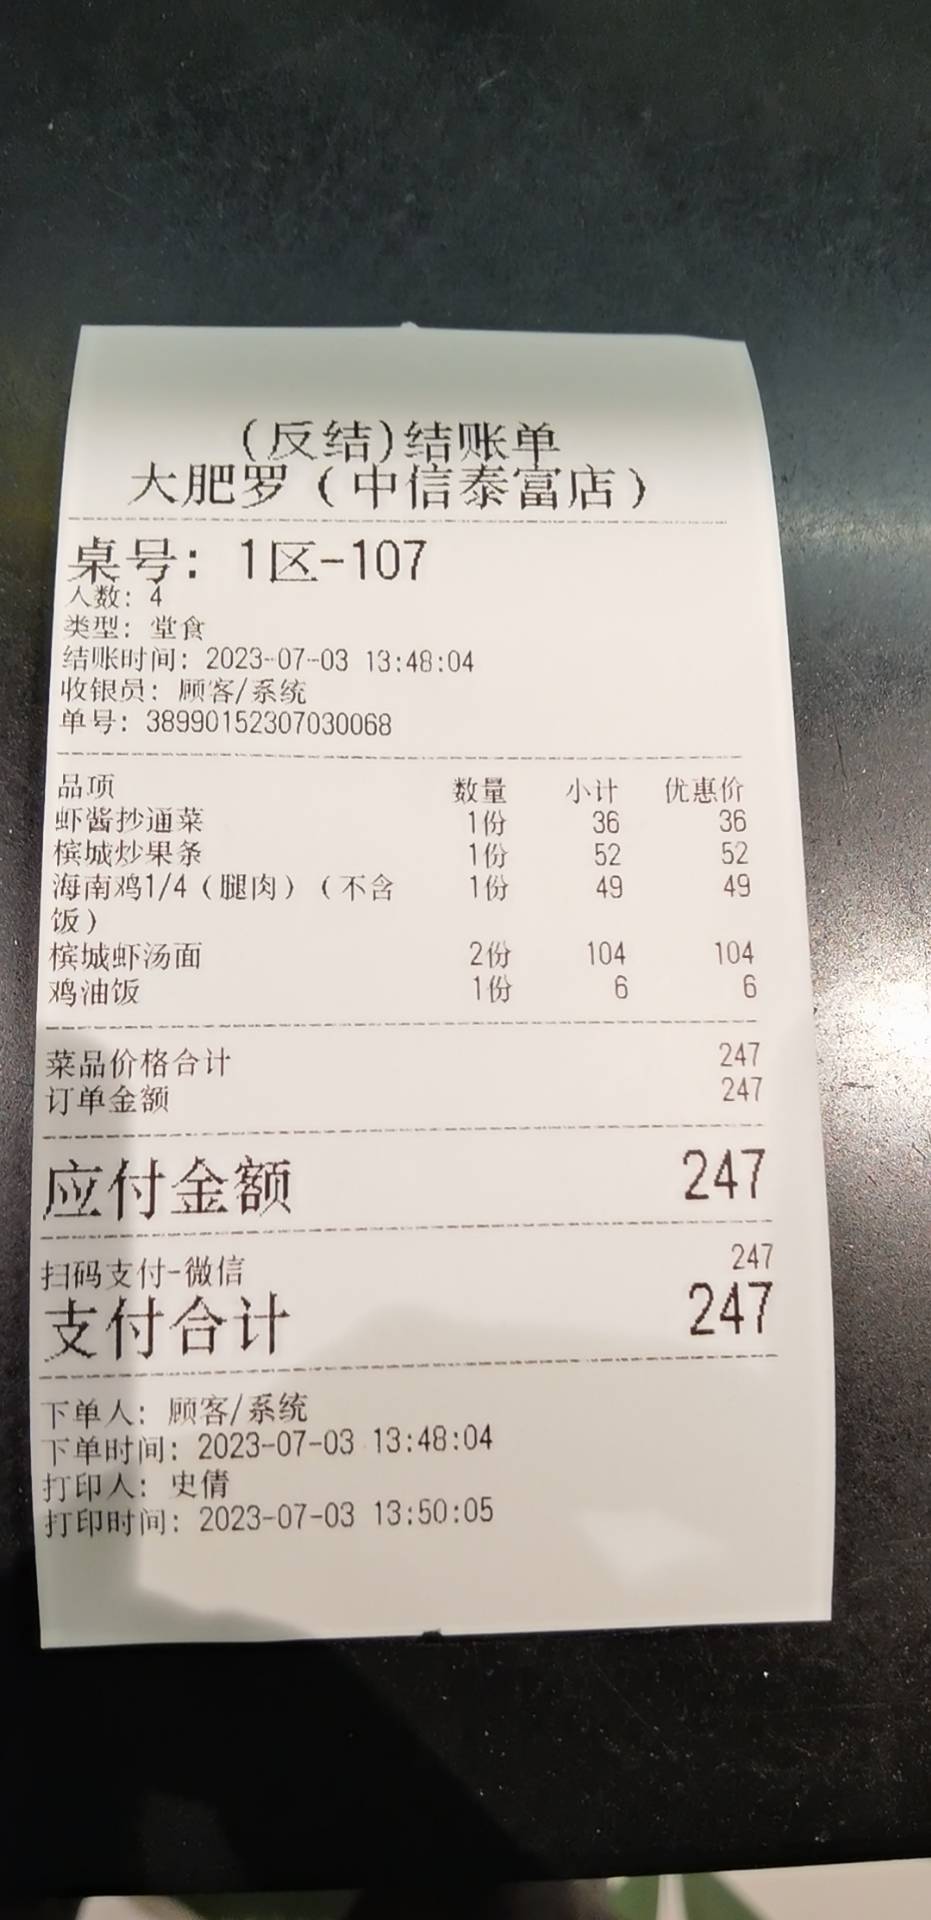 (反结)结账单
大肥罗（中信泰富店）
桌号: 1区-107
人数: 4
类型: 堂食
结账时间: 2023-07-03 13:48:04
收银员: 顾客/系统
单号: 38990152307030068
品项 数量 小计 优惠价
虾酱抄通菜 1份 36 36
槟城炒果条 1份 52 52
海南鸡1/4（腿肉）（不含 1份 49 49
饭）
槟城虾汤面 2份 104 104
鸡油饭 1份 6 6
菜品价格合计 247
订单金额 247
应付金额 247
扫码支付-微信 247
支付合计 247
下单人: 顾客/系统
下单时间: 2023-07-03 13:48:04
打印人: 史倩
打印时间: 2023-07-03 13:50:05